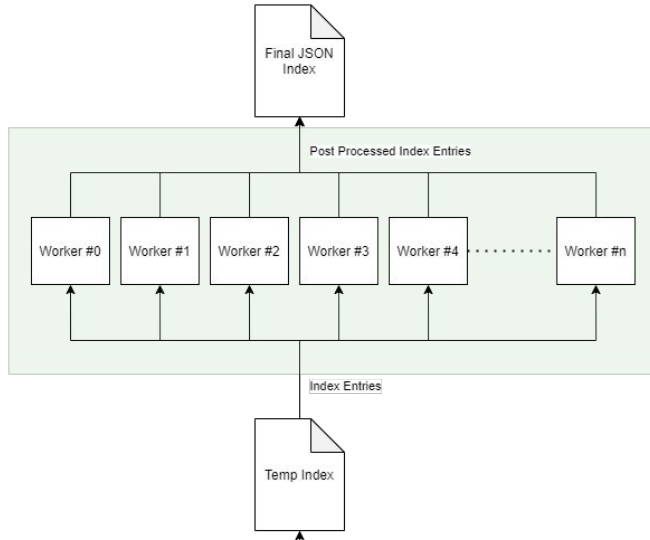 Final JSON
Index
Post Processed Index Entries
Worker #0
Worker #1
Worker #2
Worker #3
Worker #4
Worker #n
Index Entries
Temp Index